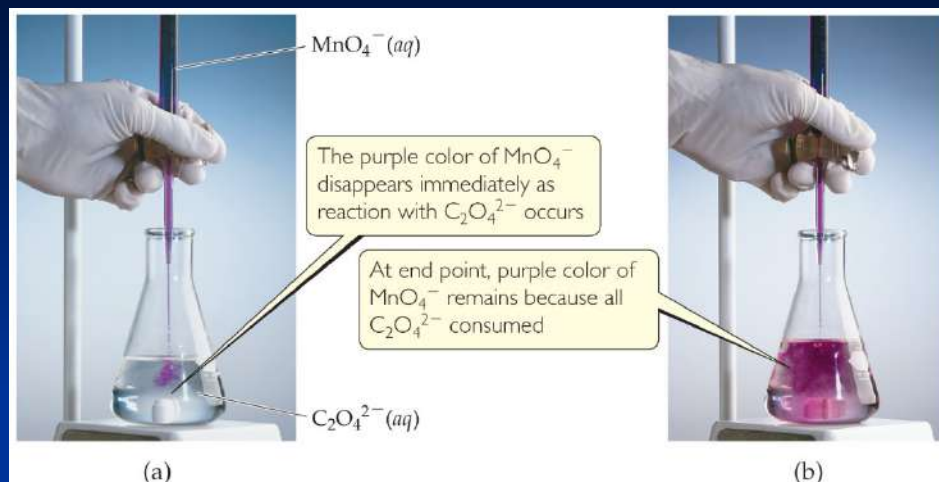 MnO₄⁻(aq)
The purple color of MnO₄⁻
disappears immediately as
reaction with C₂O₄²⁻ occurs
At end point, purple color of
MnO₄⁻ remains because all
C₂O₄²⁻ consumed
C₂O₄²⁻(aq)
(a)
(b)